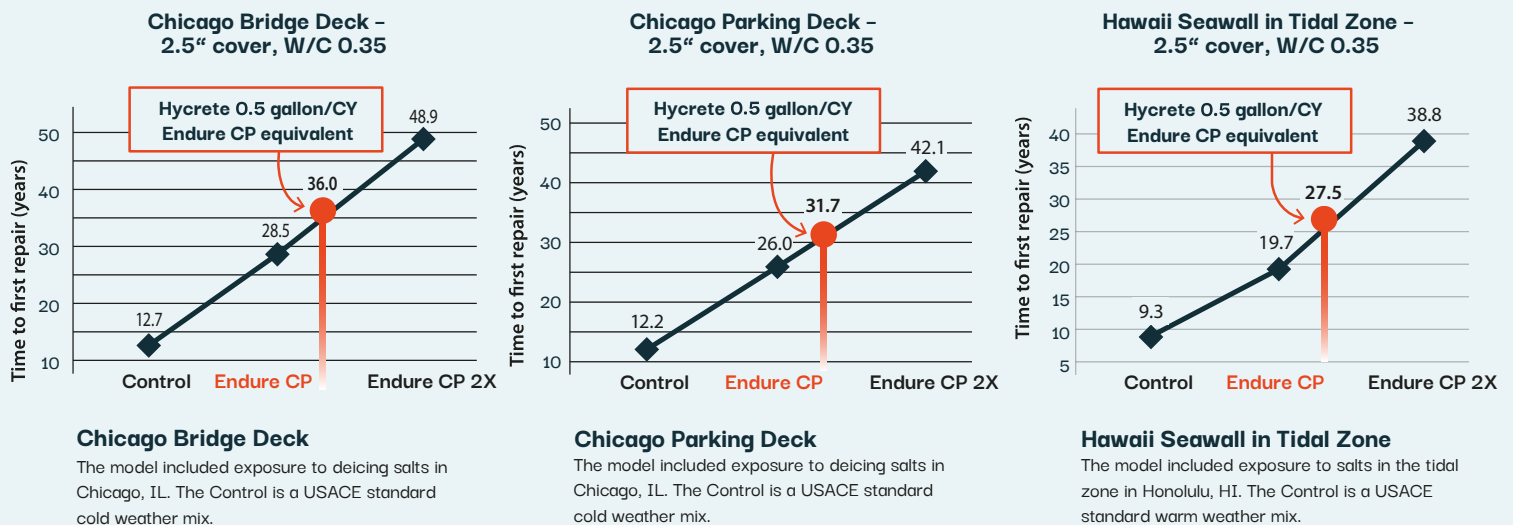 Chicago Bridge Deck –
2.5“ cover, W/C 0.35
Hycrete 0.5 gallon/CY
Endure CP equivalent
48.9
36.0
28.5
12.7
Time to first repair (years)
50
40
30
20
10
Control
Endure CP
Endure CP 2X
Chicago Bridge Deck
The model included exposure to deicing salts in
Chicago, IL. The Control is a USACE standard
cold weather mix.
Chicago Parking Deck –
2.5“ cover, W/C 0.35
Hycrete 0.5 gallon/CY
Endure CP equivalent
42.1
31.7
26.0
12.2
Time to first repair (years)
50
40
30
20
10
Control
Endure CP
Endure CP 2X
Chicago Parking Deck
The model included exposure to deicing salts in
Chicago, IL. The Control is a USACE standard
cold weather mix.
Hawaii Seawall in Tidal Zone –
2.5“ cover, W/C 0.35
Hycrete 0.5 gallon/CY
Endure CP equivalent
38.8
27.5
19.7
9.3
Time to first repair (years)
40
30
25
20
15
10
5
Control
Endure CP
Endure CP 2X
Hawaii Seawall in Tidal Zone
The model included exposure to salts in the tidal
zone in Honolulu, HI. The Control is a USACE
standard warm weather mix.